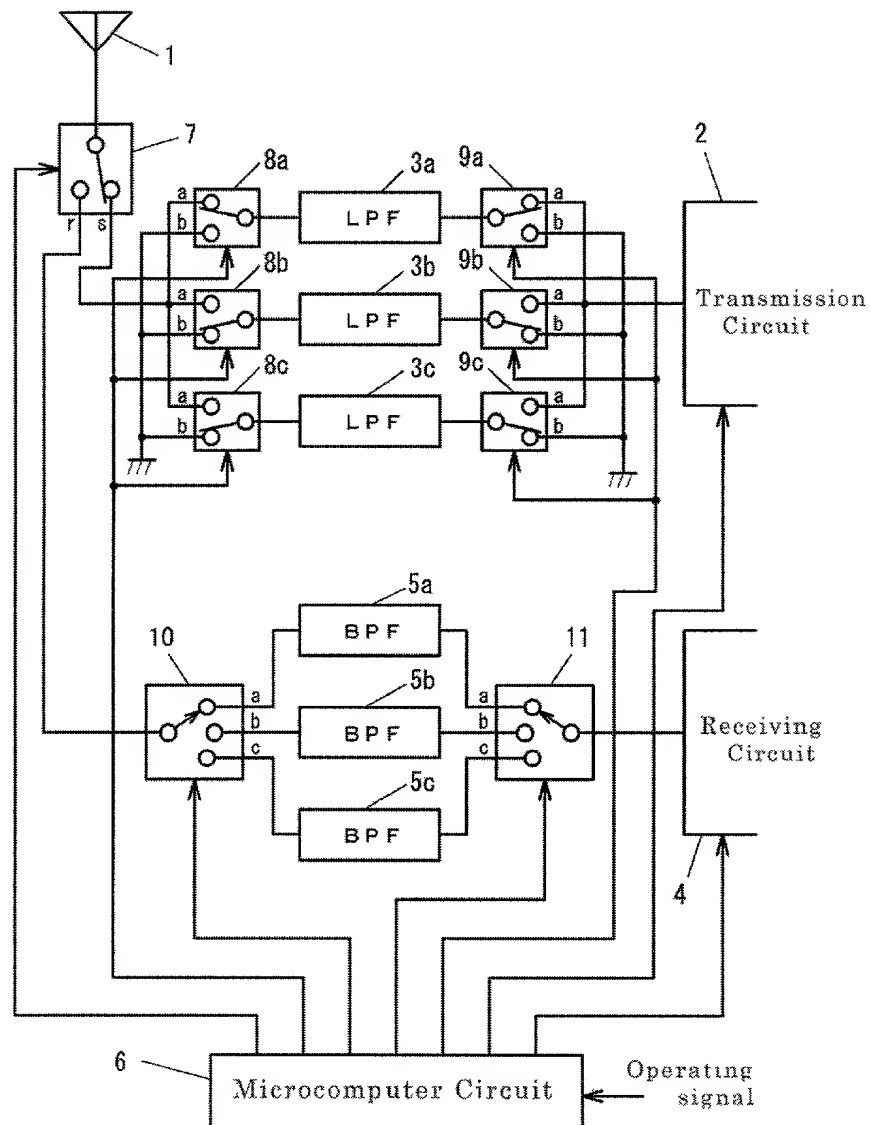 1
7
8a 3a 9a 2
a LPF a
b b
r s
8b 3b 9b
a LPF a
b b
Transmission
Circuit
8c 3c 9c
a LPF a
b b
5a
BPF
10 11
a 5b a
b BPF b
c c
5c
BPF
Receiving
Circuit
4
6
Microcomputer Circuit
Operating
signal